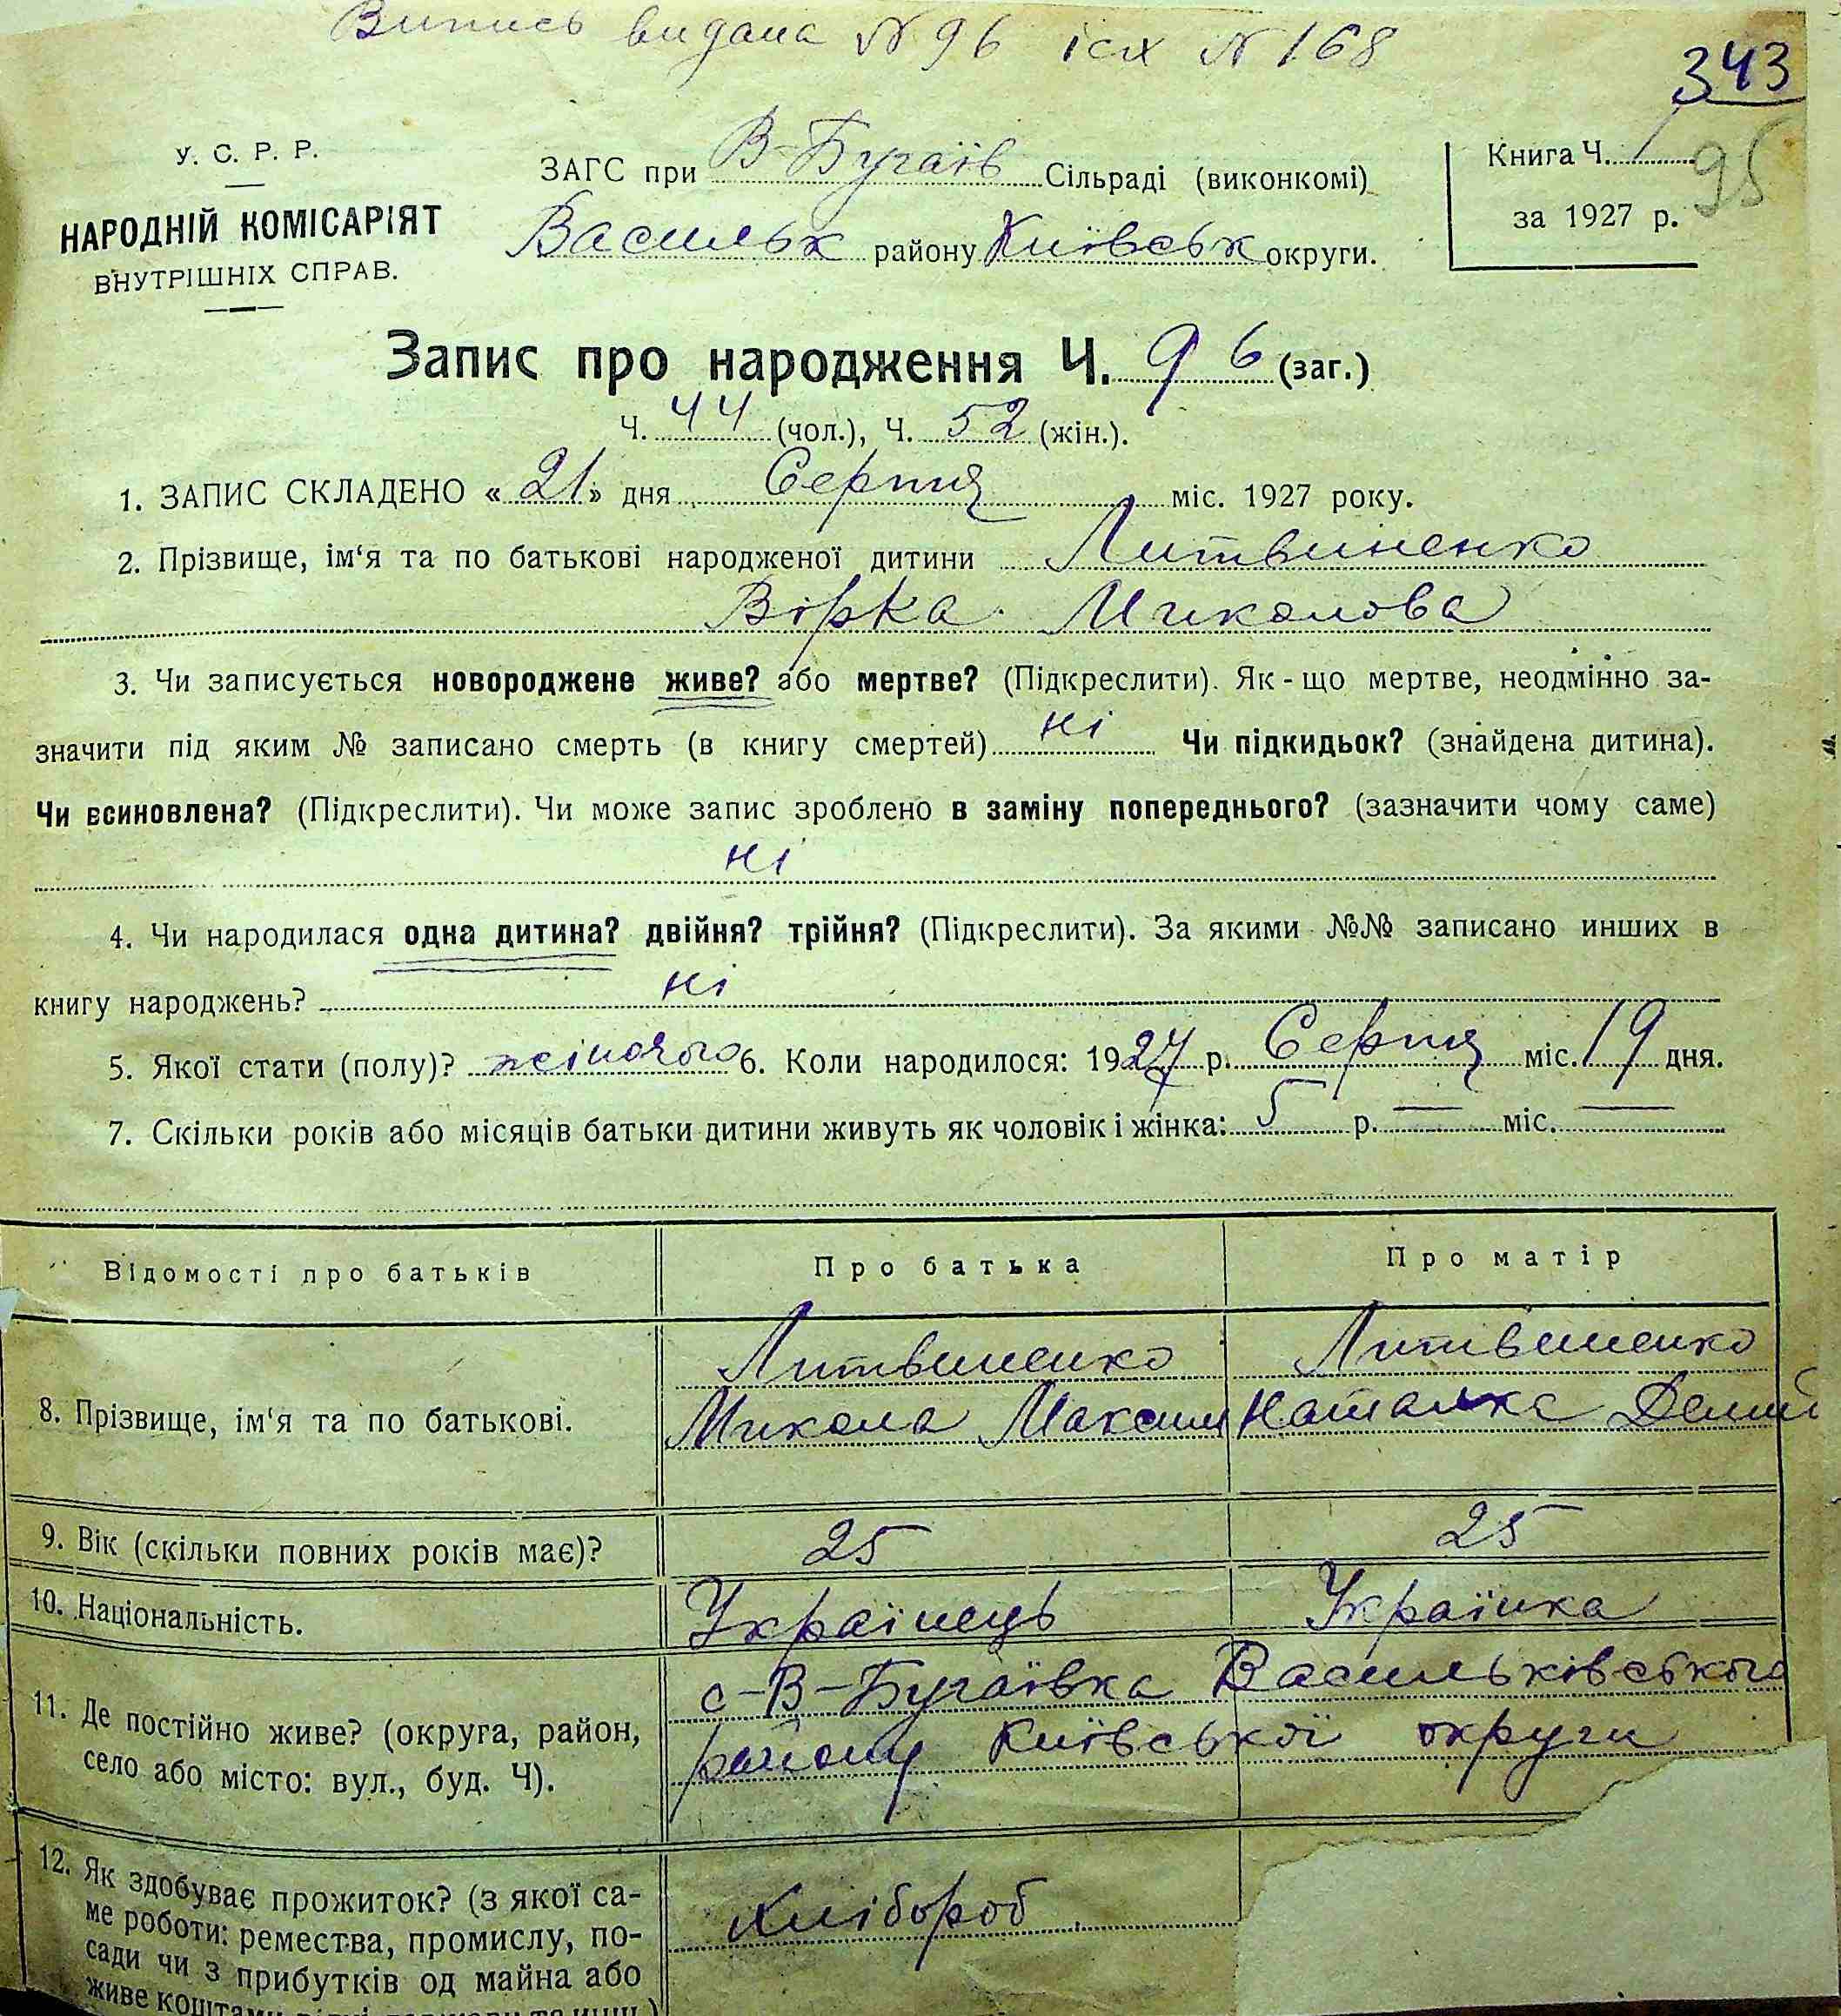 Випись видана № 96 ісх № 168
343
У. С. Р. Р.
НАРОДНІЙ КОМІСАРІЯТ
ВНУТРІШНІХ СПРАВ.
ЗАГС при В-Бугаїв Сільраді (виконкомі)
Васильк району Київськ округи.
Книга Ч. 1
95
за 1927 р.
Запис про народження Ч. 96 (заг.)
Ч. 44 (чол.), Ч. 52 (жін.).
1. ЗАПИС СКЛАДЕНО «21» дня Серпня міс. 1927 року.
2. Прізвище, ім‘я та по батькові народженої дитини Литвиненко
Вірка Миколова
3. Чи записується новороджене живе? або мертве? (Підкреслити). Як-що мертве, неодмінно за-
значити під яким № записано смерть (в книгу смертей) ні Чи підкидьок? (знайдена дитина).
Чи всиновлена? (Підкреслити). Чи може запис зроблено в заміну попереднього? (зазначити чому саме)
ні
4. Чи народилася одна дитина? двійня? трійня? (Підкреслити). За якими №№ записано инших в
книгу народжень? ні
5. Якої стати (полу)? жіночого 6. Коли народилося: 1927 р. Серпня міс. 19 дня.
7. Скільки років або місяців батьки дитини живуть як чоловік і жінка: 5 р. — міс. —
Відомості про батьків Про батька Про матір
Литвиненко Литвиненко
8. Прізвище, ім‘я та по батькові. Микола Максим Наталка Демид
9. Вік (скільки повних років має)? 25 25
10. Національність. Українець Українка
с-В-Бугаївка Васильківського
11. Де постійно живе? (округа, район, району Київської округи
село або місто: вул., буд. Ч).
12. Як здобуває прожиток? (з якої са- Хлібороб
ме роботи: ремества, промислу, по-
сади чи з прибутків од майна або
живе коштами